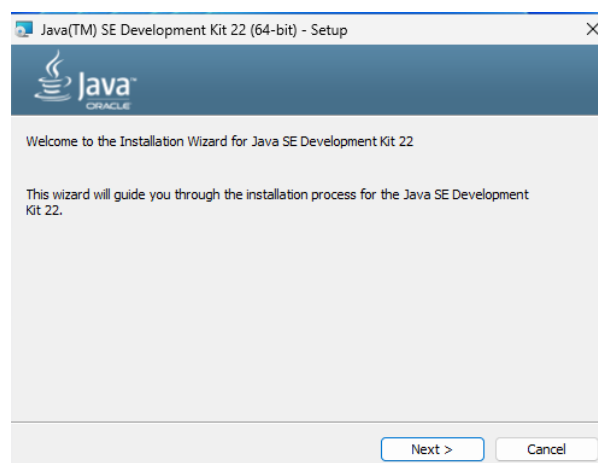 Java(TM) SE Development Kit 22 (64-bit) - Setup
Java™
ORACLE
Welcome to the Installation Wizard for Java SE Development Kit 22
This wizard will guide you through the installation process for the Java SE Development
Kit 22.
Next >
Cancel